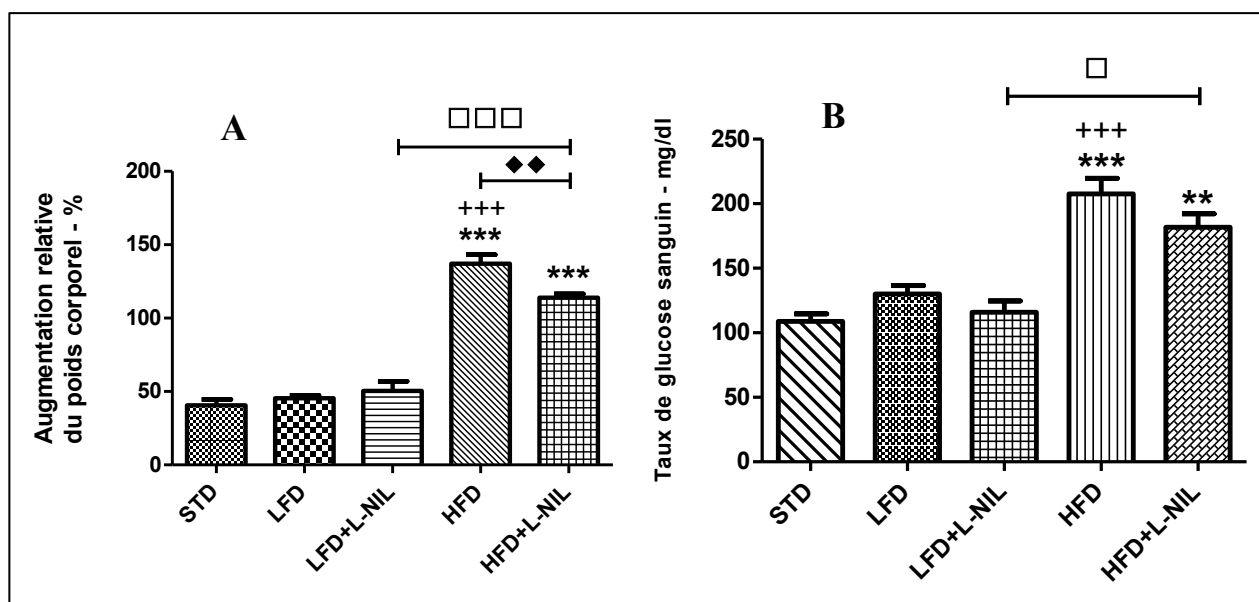 A
□□□
◆◆
+++
***
***
Augmentation relative
du poids corporel - %
200
150
100
50
0
STD
LFD
LFD+L-NIL
HFD
HFD+L-NIL
B
□
+++
***
**
Taux de glucose sanguin - mg/dl
250
200
150
100
50
0
STD
LFD
LFD+L-NIL
HFD
HFD+L-NIL